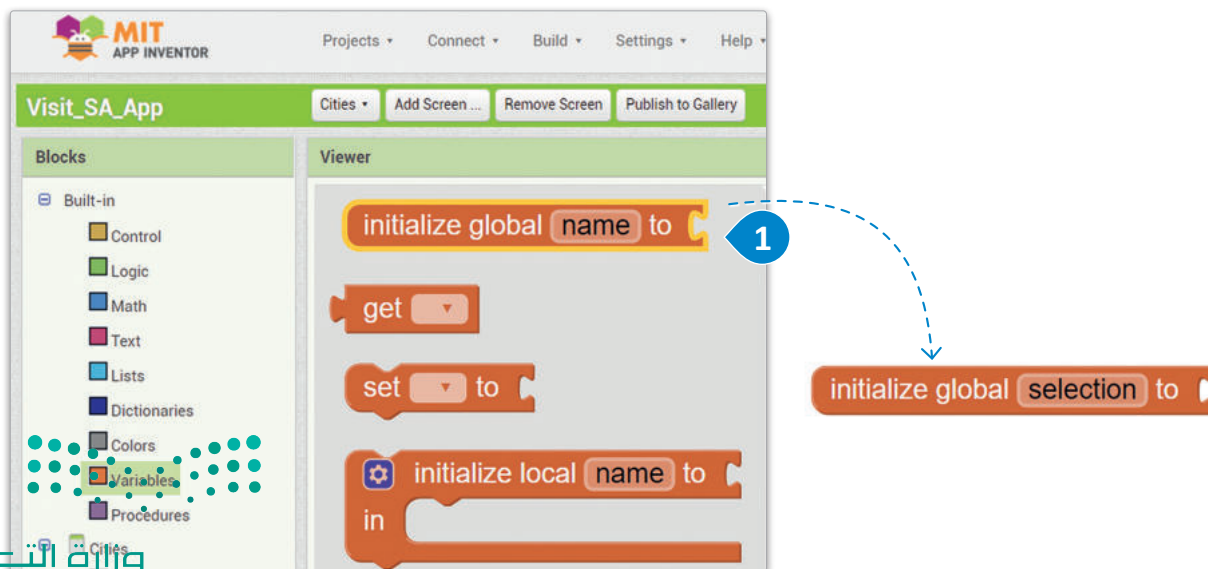 MIT
APP INVENTOR
Projects Connect Build Settings Help
Visit_SA_App
Cities Add Screen ... Remove Screen Publish to Gallery
Blocks
Viewer
Built-in
Control
Logic
Math
Text
Lists
Dictionaries
Colors
Variables
Procedures
Cities
initialize global name to
1
get
set to
initialize local name to
in
initialize global selection to
وزارة